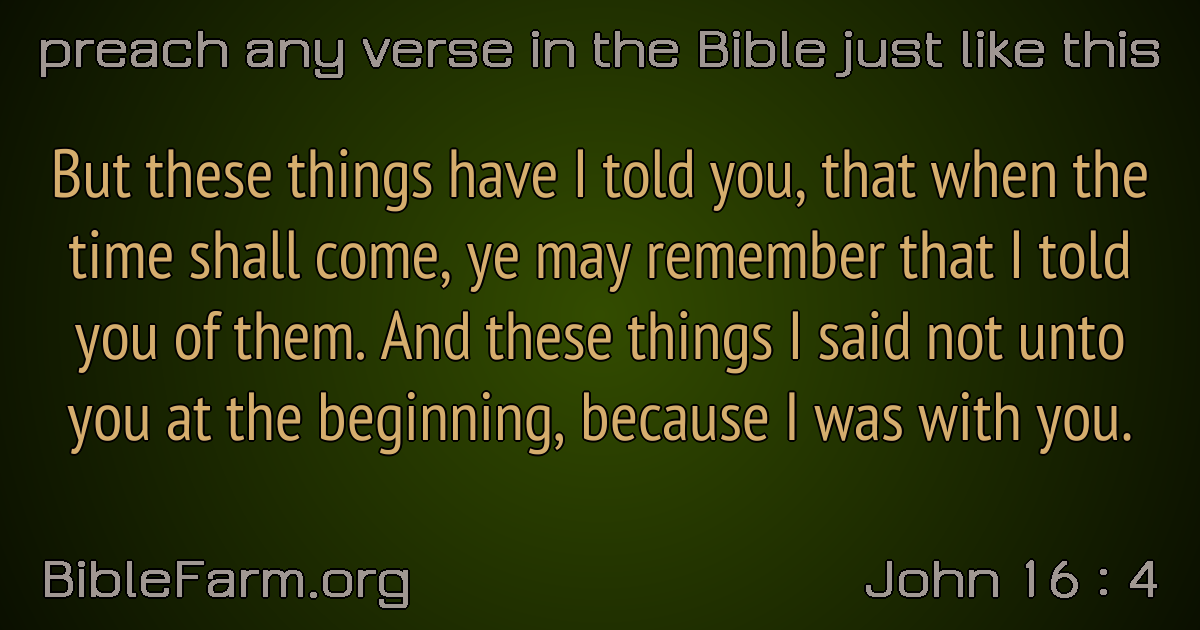 preach any verse in the Bible just like this
But these things have I told you, that when the
time shall come, ye may remember that I told
you of them. And these things I said not unto
you at the beginning, because I was with you.
BibleFarm.org
John 16 : 4